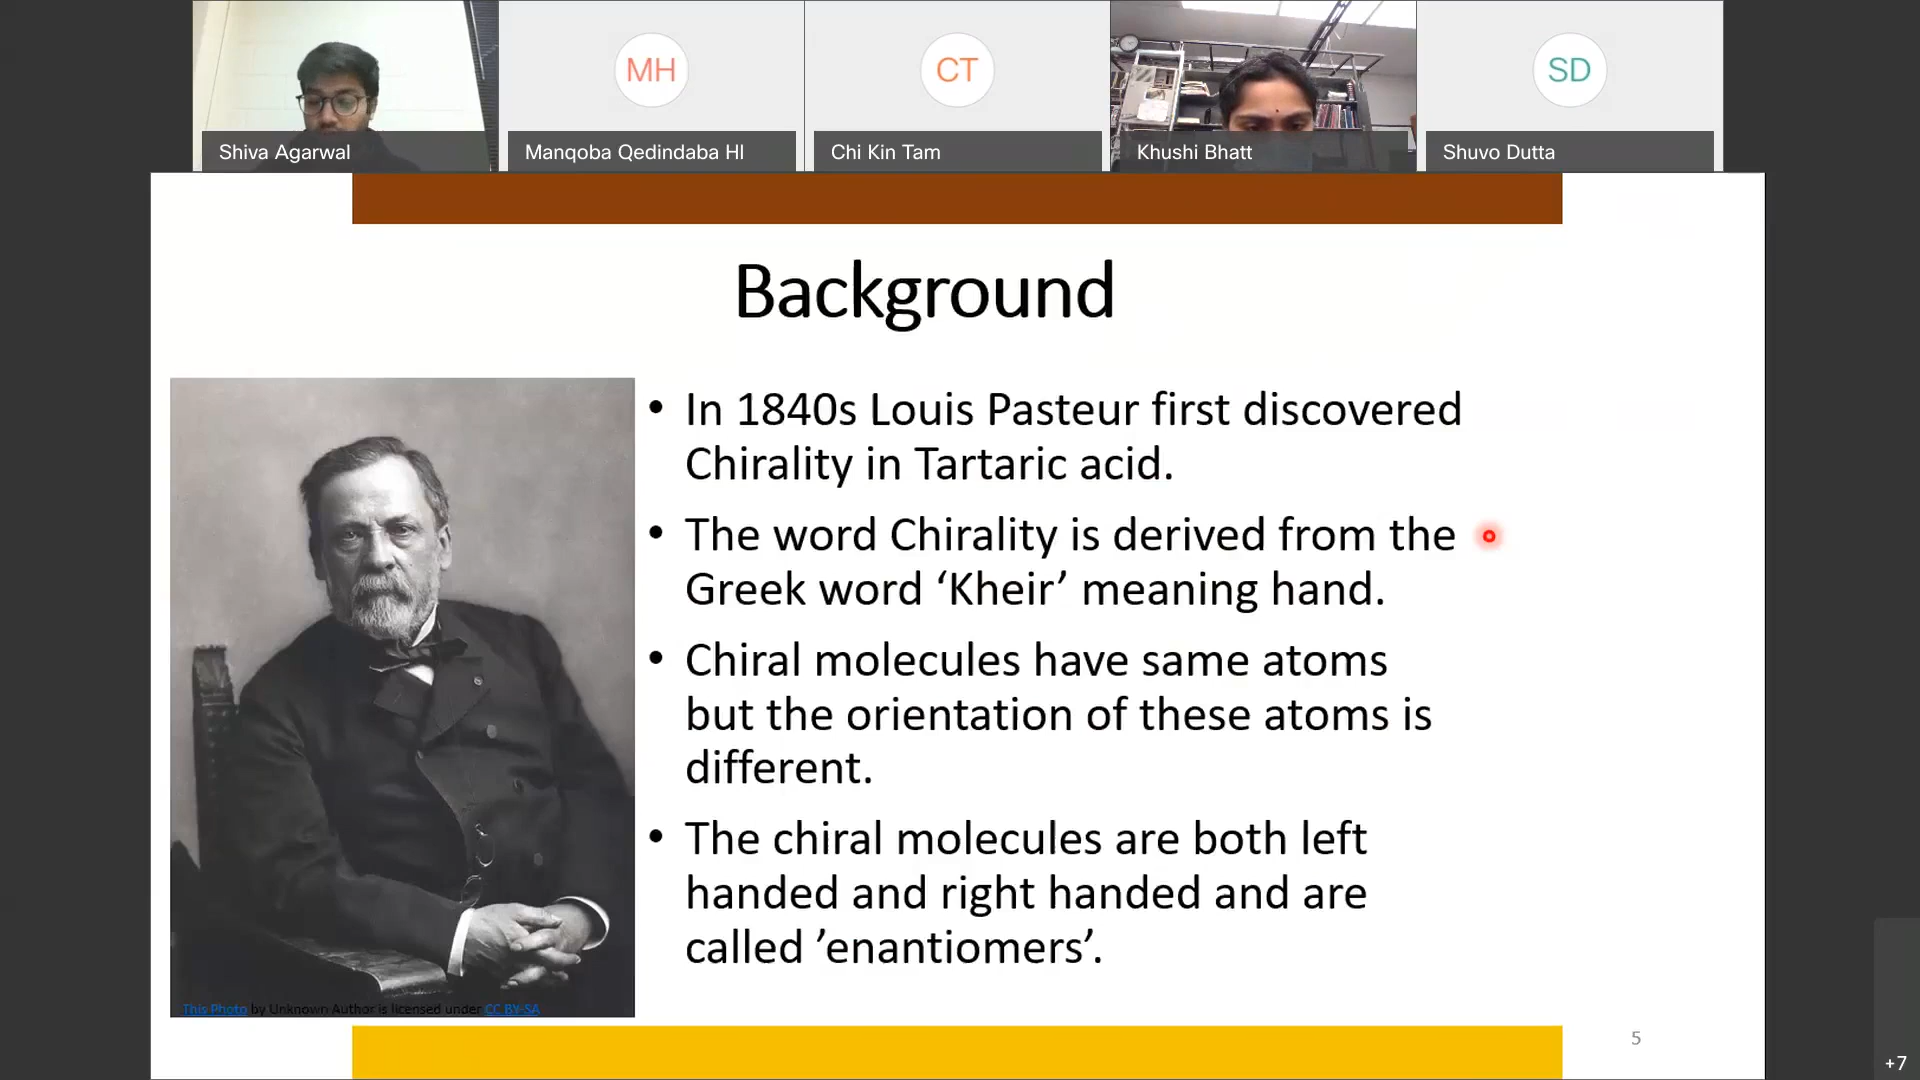 MH
CT
SD
Shiva Agarwal
Manqoba Qedindaba Hl
Chi Kin Tam
Khushi Bhatt
Shuvo Dutta
Background
• In 1840s Louis Pasteur first discovered
Chirality in Tartaric acid.
• The word Chirality is derived from the
Greek word ‘Kheir’ meaning hand.
• Chiral molecules have same atoms
but the orientation of these atoms is
different.
• The chiral molecules are both left
handed and right handed and are
called ’enantiomers’.
This Photo by Unknown Author is licensed under CC BY-SA
5
+7